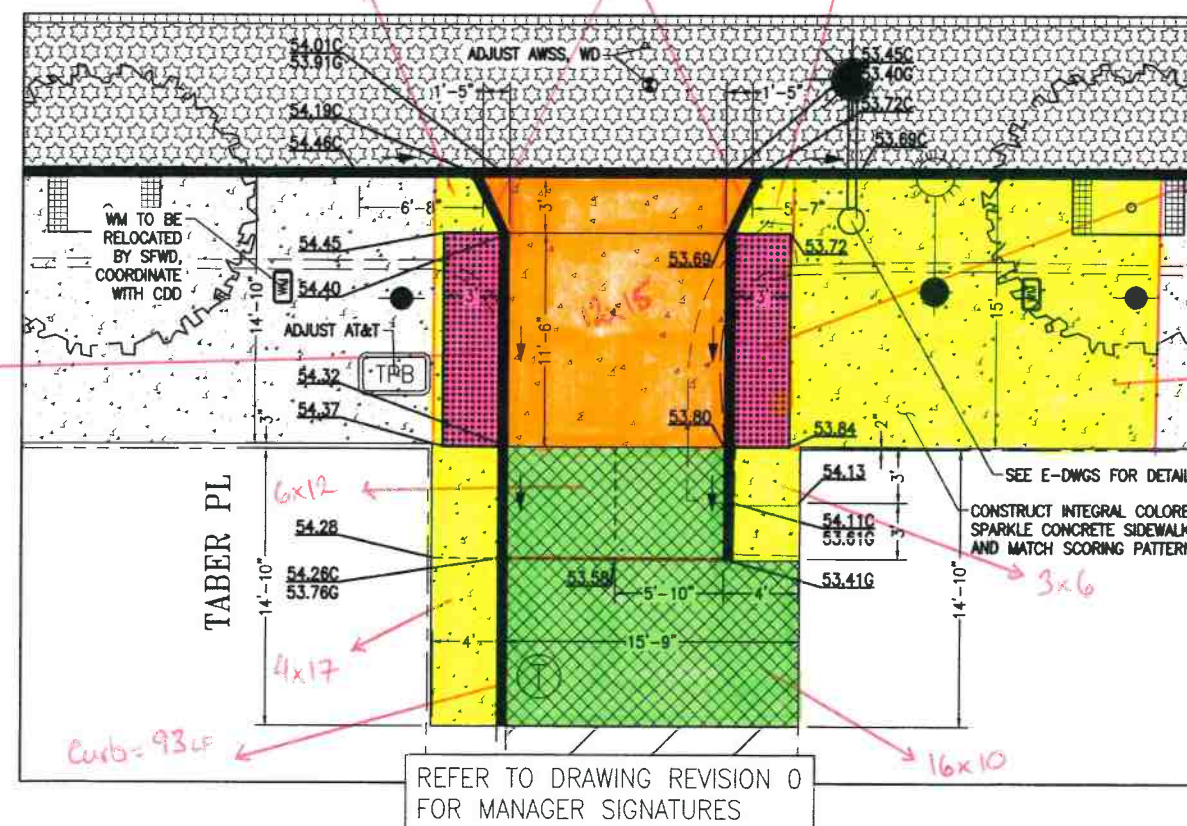 54.01C
53.91G
ADJUST AWSS, WD
53.45C
53.40G
1'-5"
1'-5"
54.19C
53.72C
54.46C
53.69C
WM TO BE
RELOCATED
BY SFWD,
COORDINATE
WITH CDD
6'-8"
3'
5'-7"
54.45
53.69
53.72
54.40
WM
WM
3'
12x15
3'
14'-10"
11'-6"
15'
ADJUST AT&T
TPB
54.32
54.37
3"
53.80
53.84
2"
SEE E-DWGS FOR DETAIL
TABER PL
6x12
54.13
3'
CONSTRUCT INTEGRAL COLORE
SPARKLE CONCRETE SIDEWALK
AND MATCH SCORING PATTERN
54.28
54.11C
53.61G
3'
54.26C
53.76G
53.58
53.41G
3x6
14'-10"
5'-10"
4'
14'-10"
4'
15'-9"
4x17
T
Curb = 93 LF
16x10
REFER TO DRAWING REVISION 0
FOR MANAGER SIGNATURES